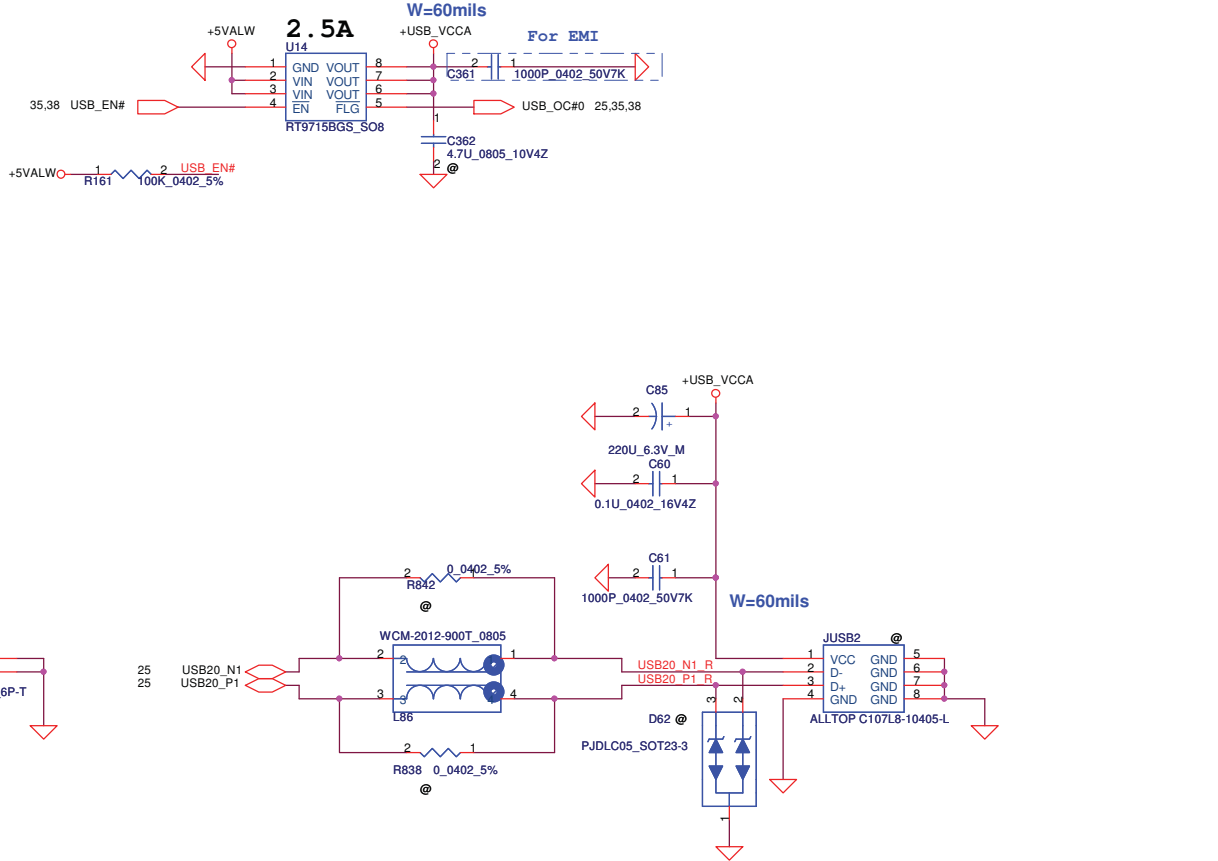 W=60mils
+5VALW
2.5A
+USB_VCCA
For EMI
U14
1 GND VOUT 8
2 VIN VOUT 7
3 VIN VOUT 6
4 EN FLG 5
RT9715BGS_SO8
2 1
C361 1000P_0402_50V7K
35,38 USB_EN#
USB_OC#0 25,35,38
1
C362
4.7U_0805_10V4Z
2 @
+5VALW 1 2 USB_EN#
R161 100K_0402_5%
+USB_VCCA
C85
2 1
+
220U_6.3V_M
C60
2 1
0.1U_0402_16V4Z
C61
2 1
1000P_0402_50V7K
W=60mils
2 1 0_0402_5%
R842
@
WCM-2012-900T_0805
2 2 1
3 3 4
L86
25 USB20_N1
25 USB20_P1
6P-T
USB20_N1_R
USB20_P1_R
JUSB2 @
1 VCC GND 5
2 D- GND 6
3 D+ GND 7
4 GND GND 8
ALLTOP C107L8-10405-L
3 2
D62 @
PJDLC05_SOT23-3
1
2 1
R838 0_0402_5%
@